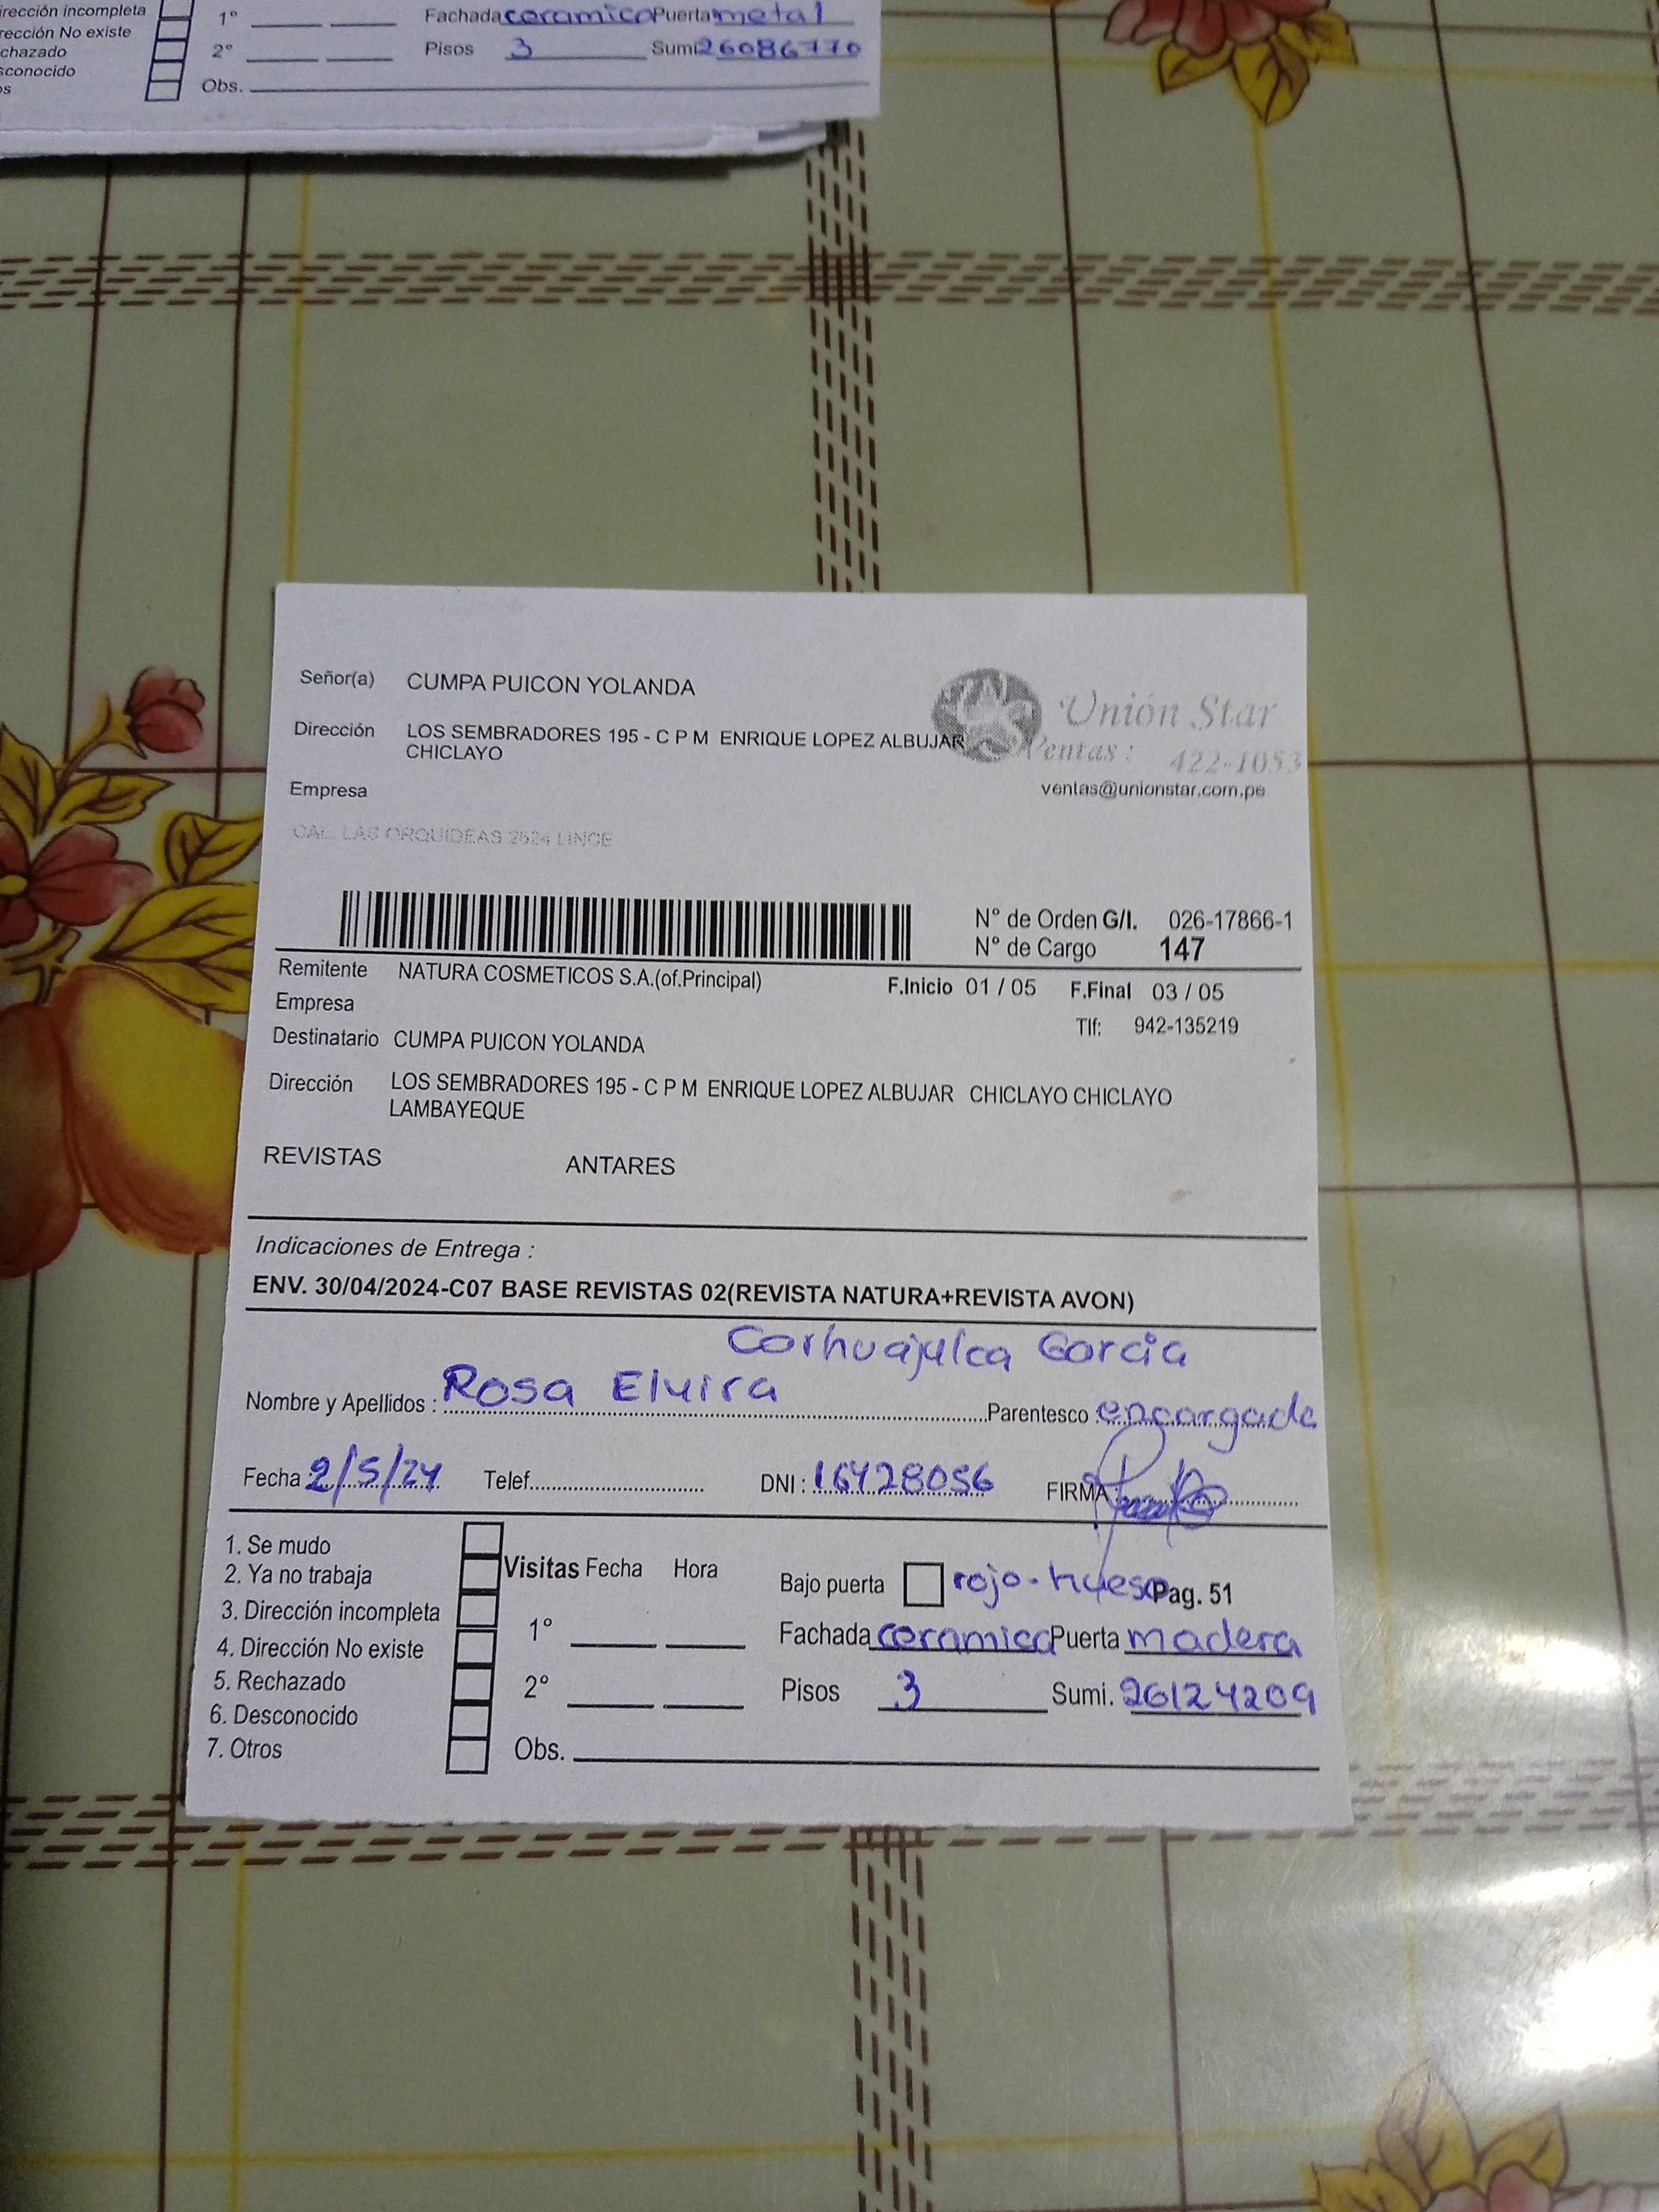 irección incompleta
rección No existe
chazado
sconocido
os
1°
2°
Obs.
Fachada ceramico Puerta metal
Pisos 3 Sumi 26086770
Señor(a) CUMPA PUICON YOLANDA
Unión Star
Dirección LOS SEMBRADORES 195 - C P M ENRIQUE LOPEZ ALBUJAR
CHICLAYO
Ventas : 422-1053
Empresa
ventas@unionstar.com.pe
CAL. LAS ORQUIDEAS 2624 LINCE
N° de Orden G/I. 026-17866-1
N° de Cargo 147
Remitente NATURA COSMETICOS S.A.(of.Principal)
F.Inicio 01 / 05 F.Final 03 / 05
Empresa
Tlf: 942-135219
Destinatario CUMPA PUICON YOLANDA
Dirección LOS SEMBRADORES 195 - C P M ENRIQUE LOPEZ ALBUJAR CHICLAYO CHICLAYO
LAMBAYEQUE
REVISTAS ANTARES
Indicaciones de Entrega :
ENV. 30/04/2024-C07 BASE REVISTAS 02(REVISTA NATURA+REVISTA AVON)
Corhuajulca Garcia
Nombre y Apellidos : Rosa Elvira Parentesco encargada
Fecha : 2/5/24 Telef. DNI : 16428056 FIRMA
1. Se mudo
2. Ya no trabaja
3. Dirección incompleta
4. Dirección No existe
5. Rechazado
6. Desconocido
7. Otros
Visitas Fecha Hora
1°
2°
Obs.
Bajo puerta rojo-hueso Pag. 51
Fachada ceramico Puerta madera
Pisos 3 Sumi. 26124209